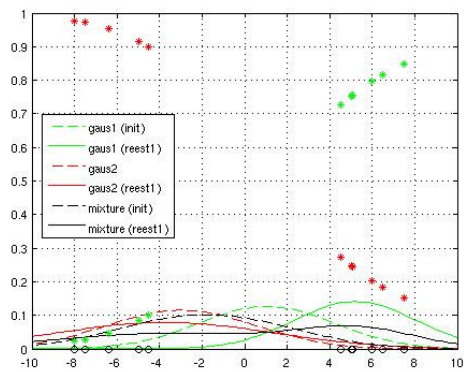 1
0.9
0.8
0.7
0.6
0.5
0.4
0.3
0.2
0.1
0
gaus1 (init)
gaus1 (reest1)
gaus2
gaus2 (reest1)
mixture (init)
mixture (reest1)
-10 -8 -6 -4 -2 0 2 4 6 8 10